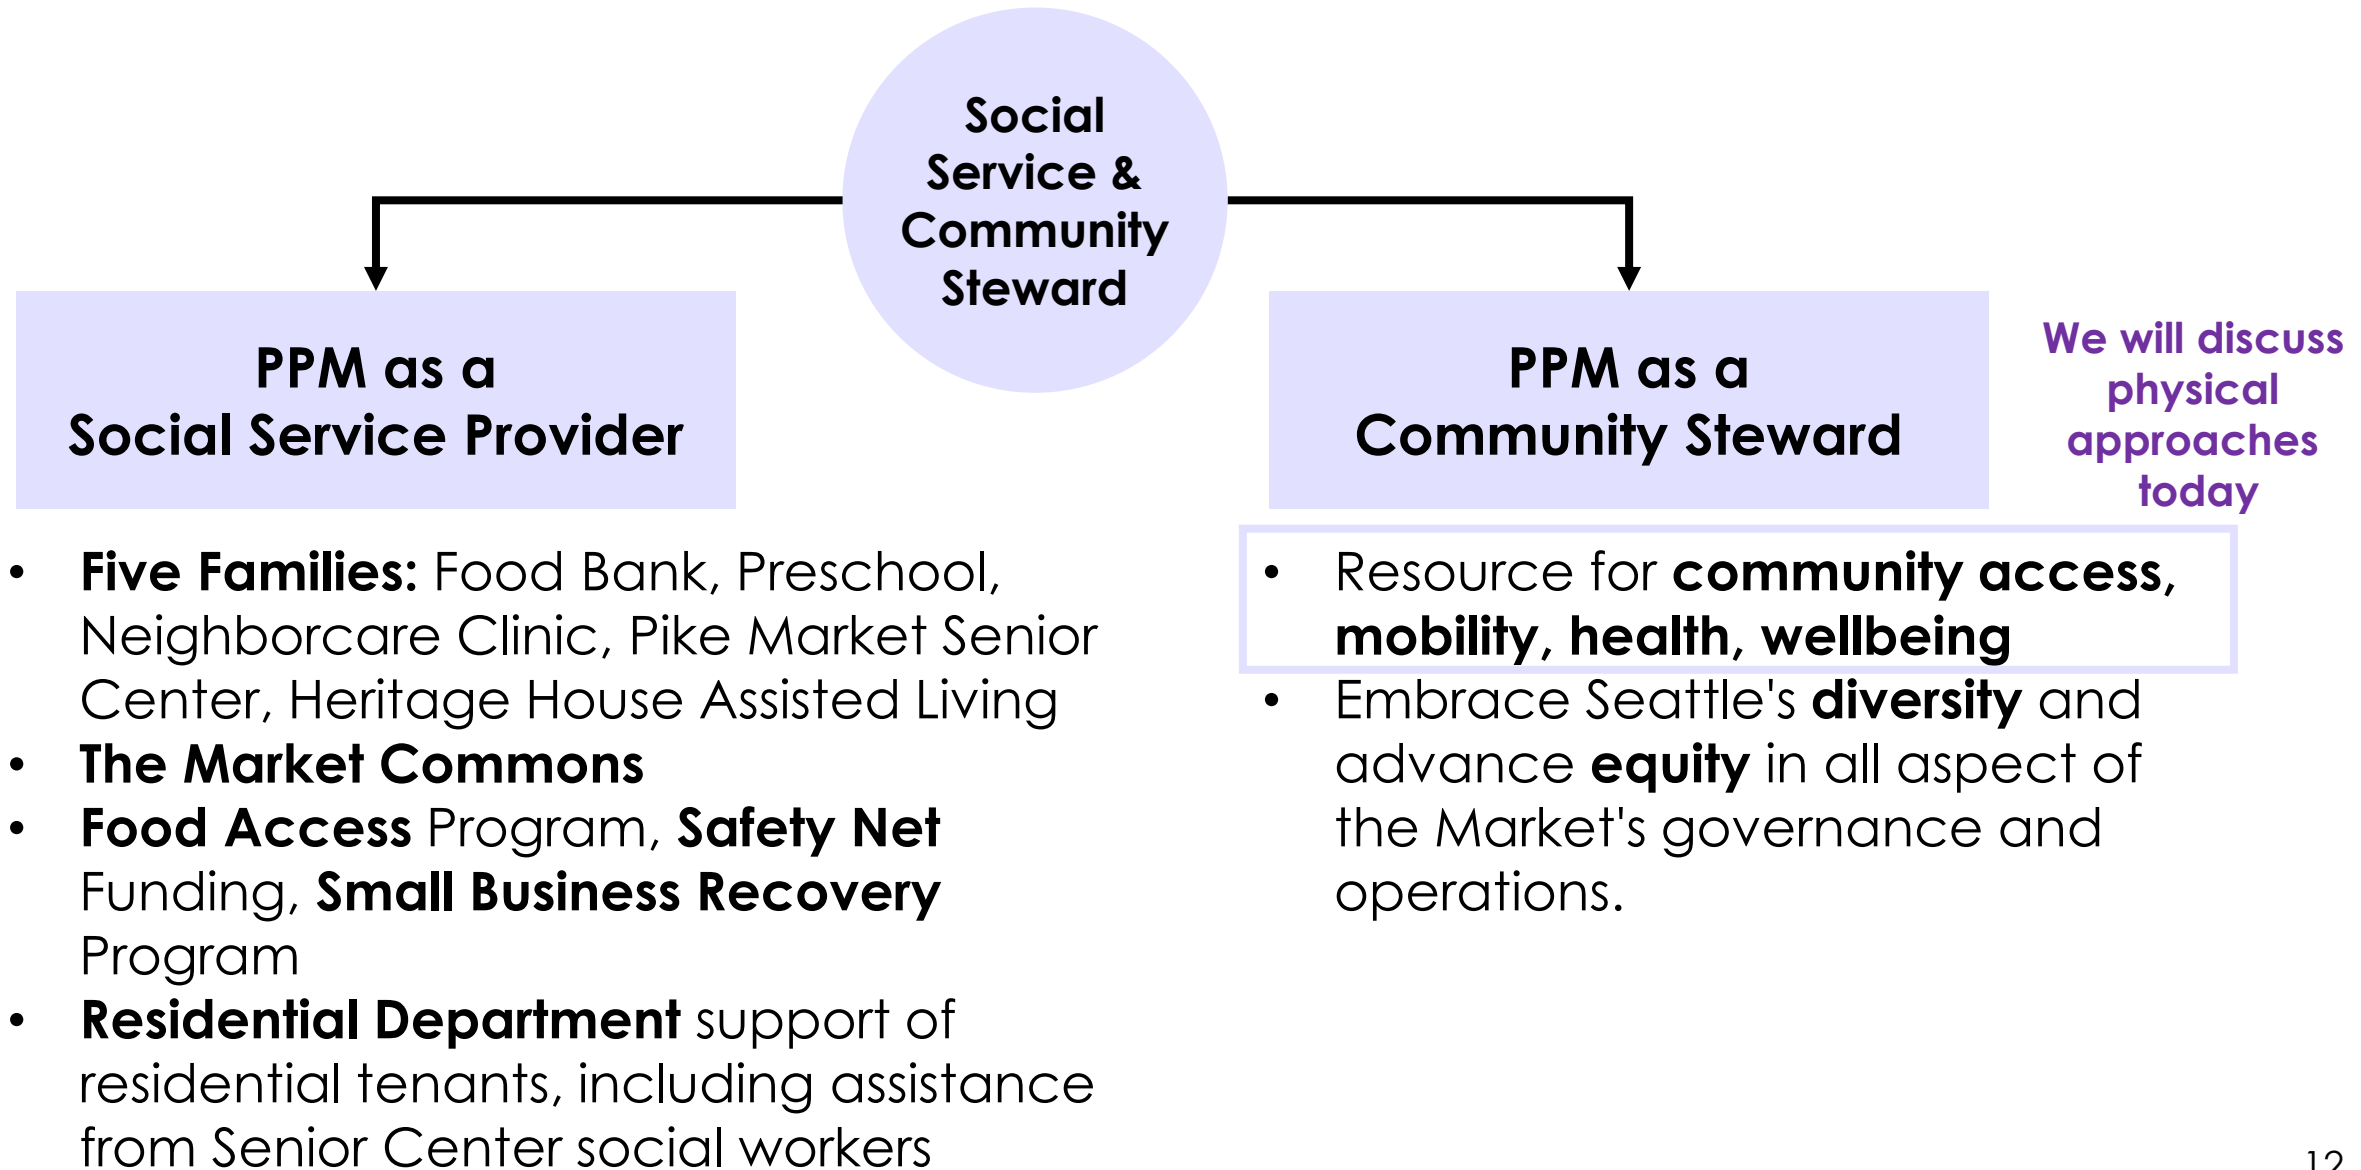 Social
Service &
Community
Steward
PPM as a
Social Service Provider
• Five Families: Food Bank, Preschool,
Neighborcare Clinic, Pike Market Senior
Center, Heritage House Assisted Living
• The Market Commons
• Food Access Program, Safety Net
Funding, Small Business Recovery
Program
• Residential Department support of
residential tenants, including assistance
from Senior Center social workers
PPM as a
Community Steward
We will discuss
physical
approaches
today
• Resource for community access,
mobility, health, wellbeing
• Embrace Seattle's diversity and
advance equity in all aspect of
the Market's governance and
operations.
12